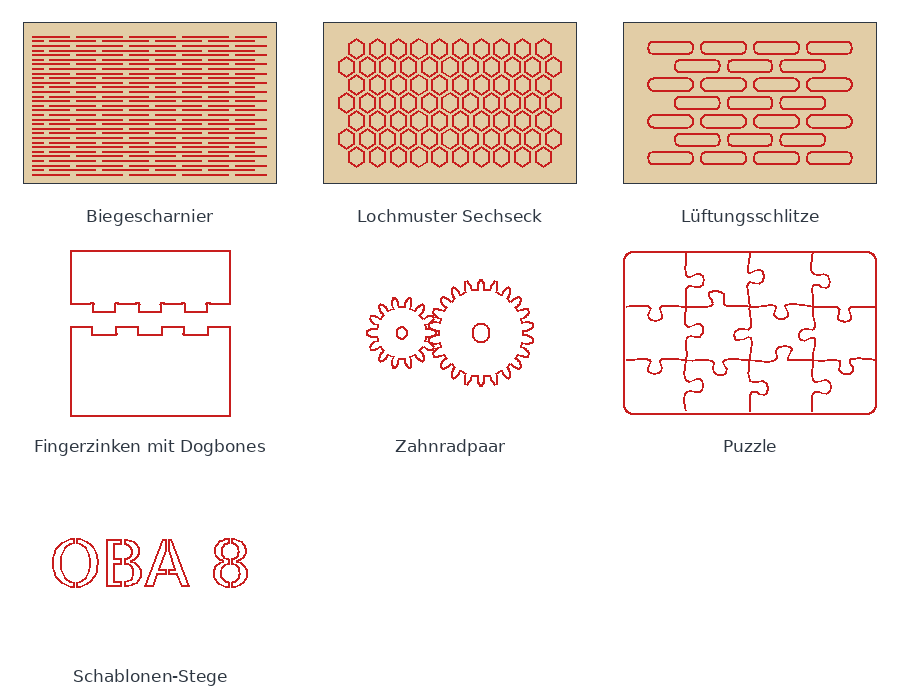 Biegescharnier
Lochmuster Sechseck
Lüftungsschlitze
Fingerzinken mit Dogbones
Zahnradpaar
Puzzle
OBA 8
Schablonen-Stege